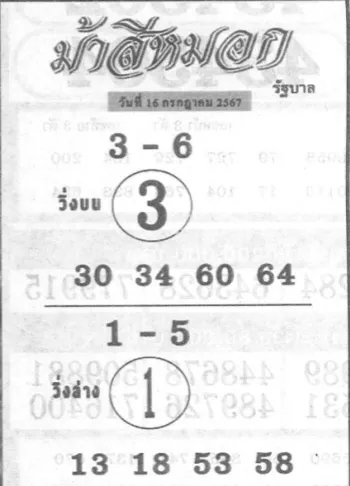 ม้าสีหมอก
รัฐบาล
วันที่ 16 กรกฎาคม 2567
3 - 6
วิ่งบน 3
30 34 60 64
1 - 5
วิ่งล่าง 1
13 18 53 58